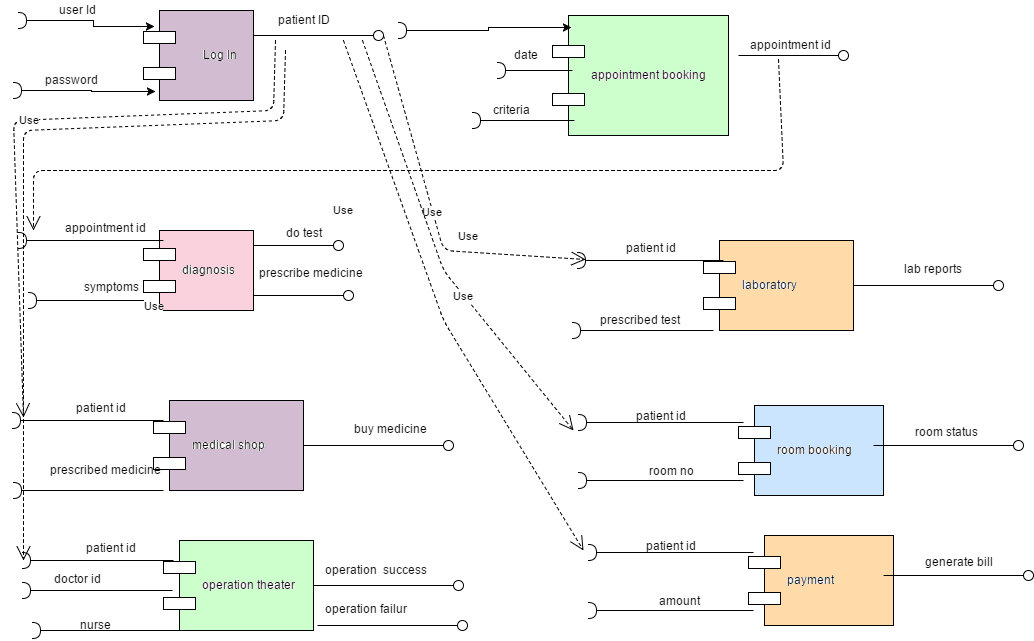 user Id
patient ID
Log In
password
appointment id
date
appointment booking
criteria
Use
Use
Use
appointment id
do test
Use
patient id
diagnosis
prescribe medicine
lab reports
symptoms
laboratory
Use
Use
prescribed test
patient id
buy medicine
patient id
room status
medical shop
room booking
prescribed medicine
room no
patient id
patient id
operation success
generate bill
doctor id
operation theater
payment
operation failur
amount
nurse